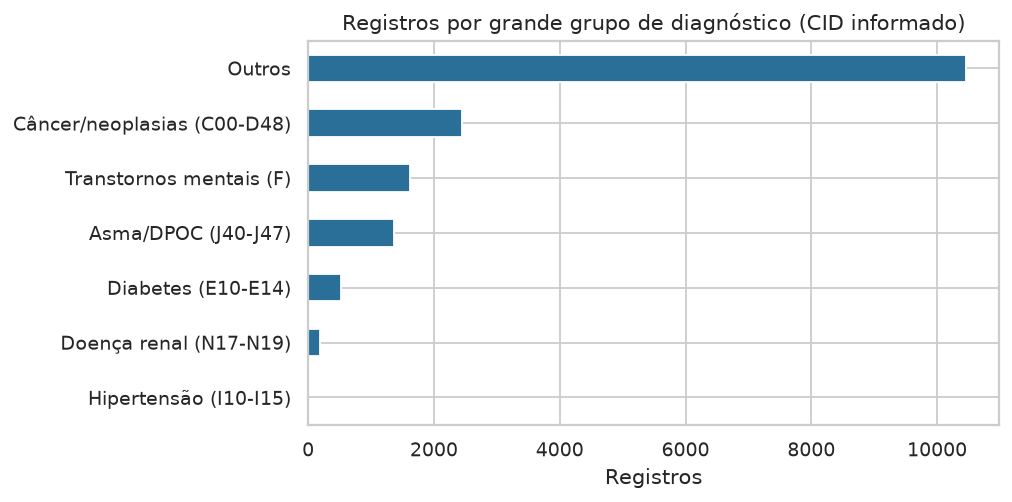 Registros por grande grupo de diagnóstico (CID informado)
Outros
Câncer/neoplasias (C00-D48)
Transtornos mentais (F)
Asma/DPOC (J40-J47)
Diabetes (E10-E14)
Doença renal (N17-N19)
Hipertensão (I10-I15)
0 2000 4000 6000 8000 10000
Registros